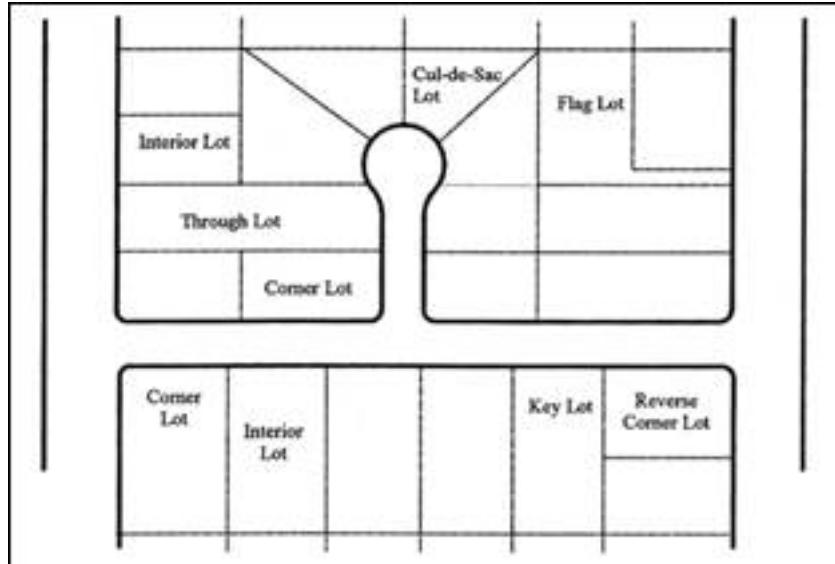 Cul-de-Sac
Lot
Flag Lot
Interior Lot
Through Lot
Corner Lot
Corner
Lot
Interior
Lot
Key Lot
Reverse
Corner Lot